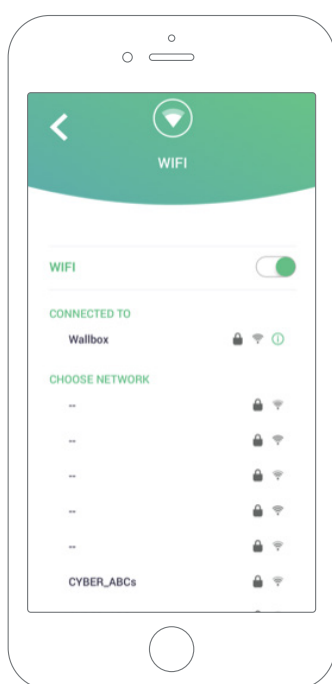 WIFI
WIFI
CONNECTED TO
Wallbox
CHOOSE NETWORK
--
--
--
--
--
CYBER_ABCs